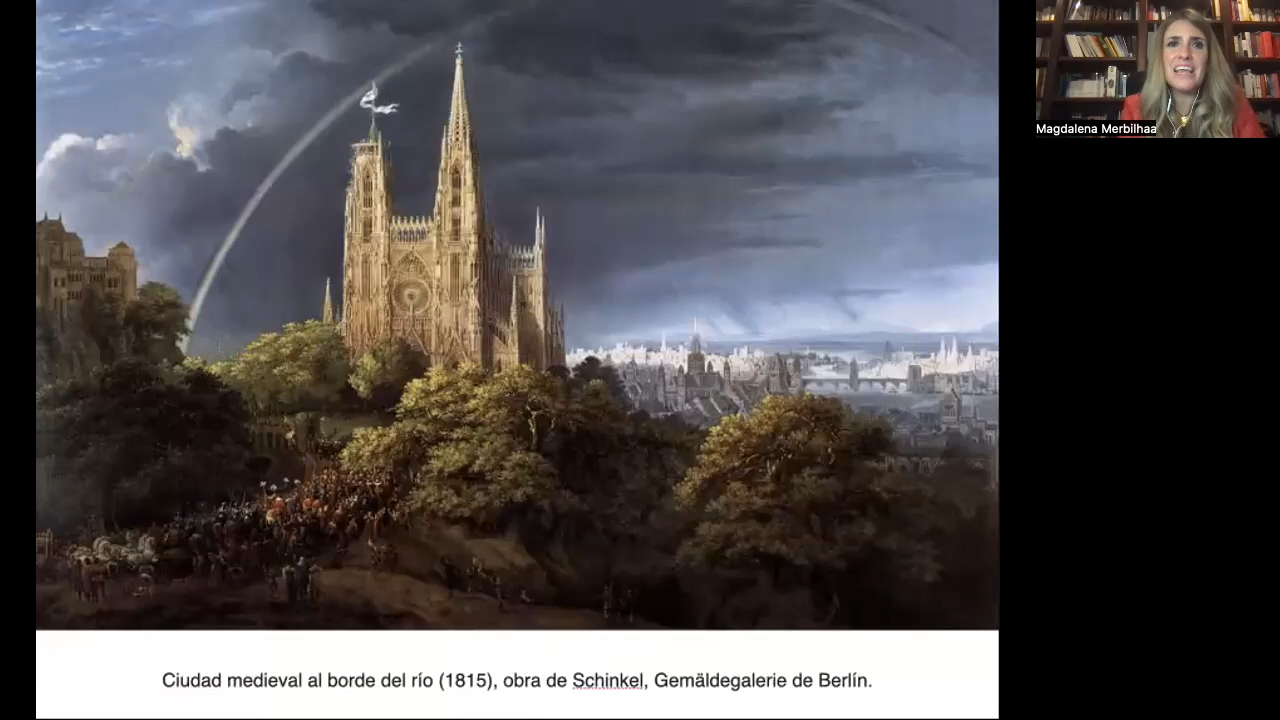 Magdalena Merbilhaa
Ciudad medieval al borde del río (1815), obra de Schinkel, Gemäldegalerie de Berlín.